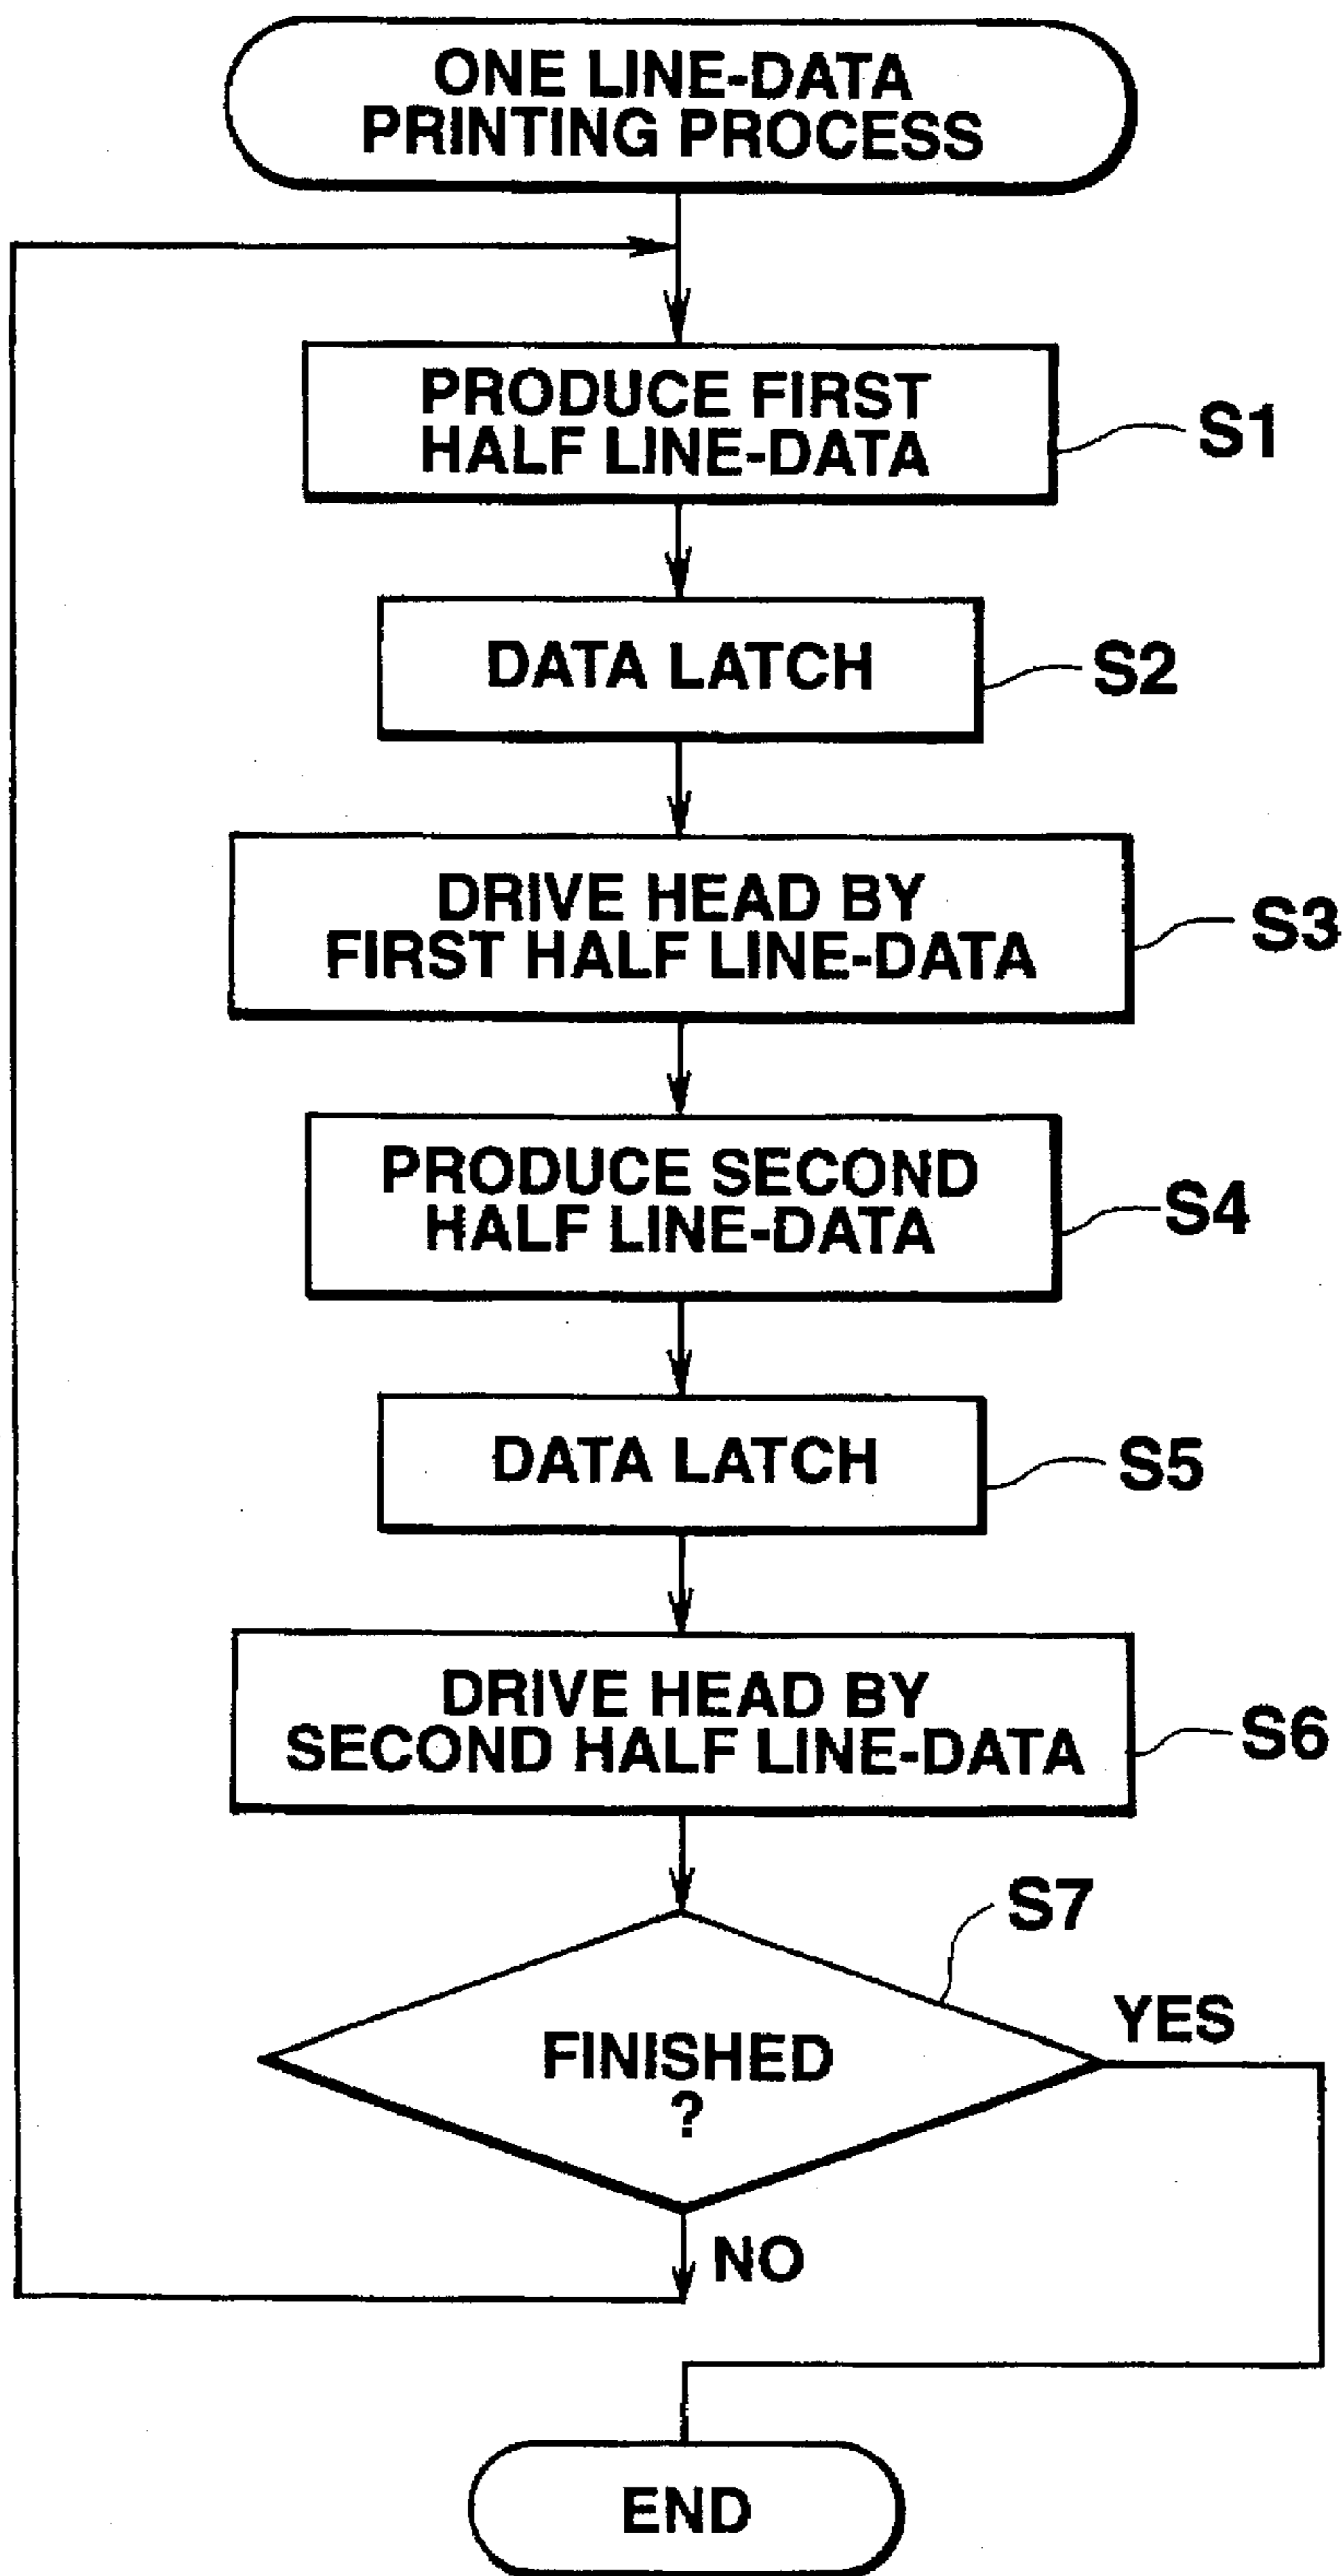 ONE LINE-DATA
PRINTING PROCESS
PRODUCE FIRST
HALF LINE-DATA
S1
DATA LATCH
S2
DRIVE HEAD BY
FIRST HALF LINE-DATA
S3
PRODUCE SECOND
HALF LINE-DATA
S4
DATA LATCH
S5
DRIVE HEAD BY
SECOND HALF LINE-DATA
S6
S7
FINISHED
?
YES
NO
END